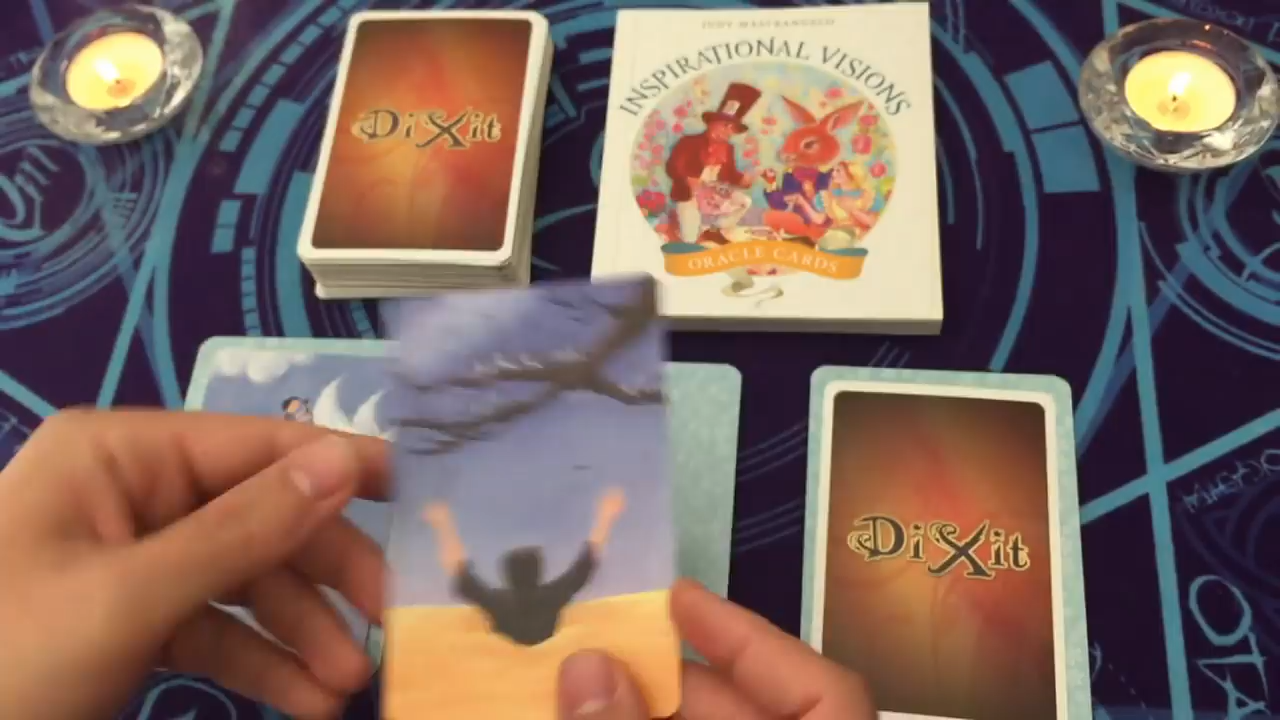 DiXit
JUDY MASTRANGELO
INSPIRATIONAL VISIONS
ORACLE CARDS
DiXit